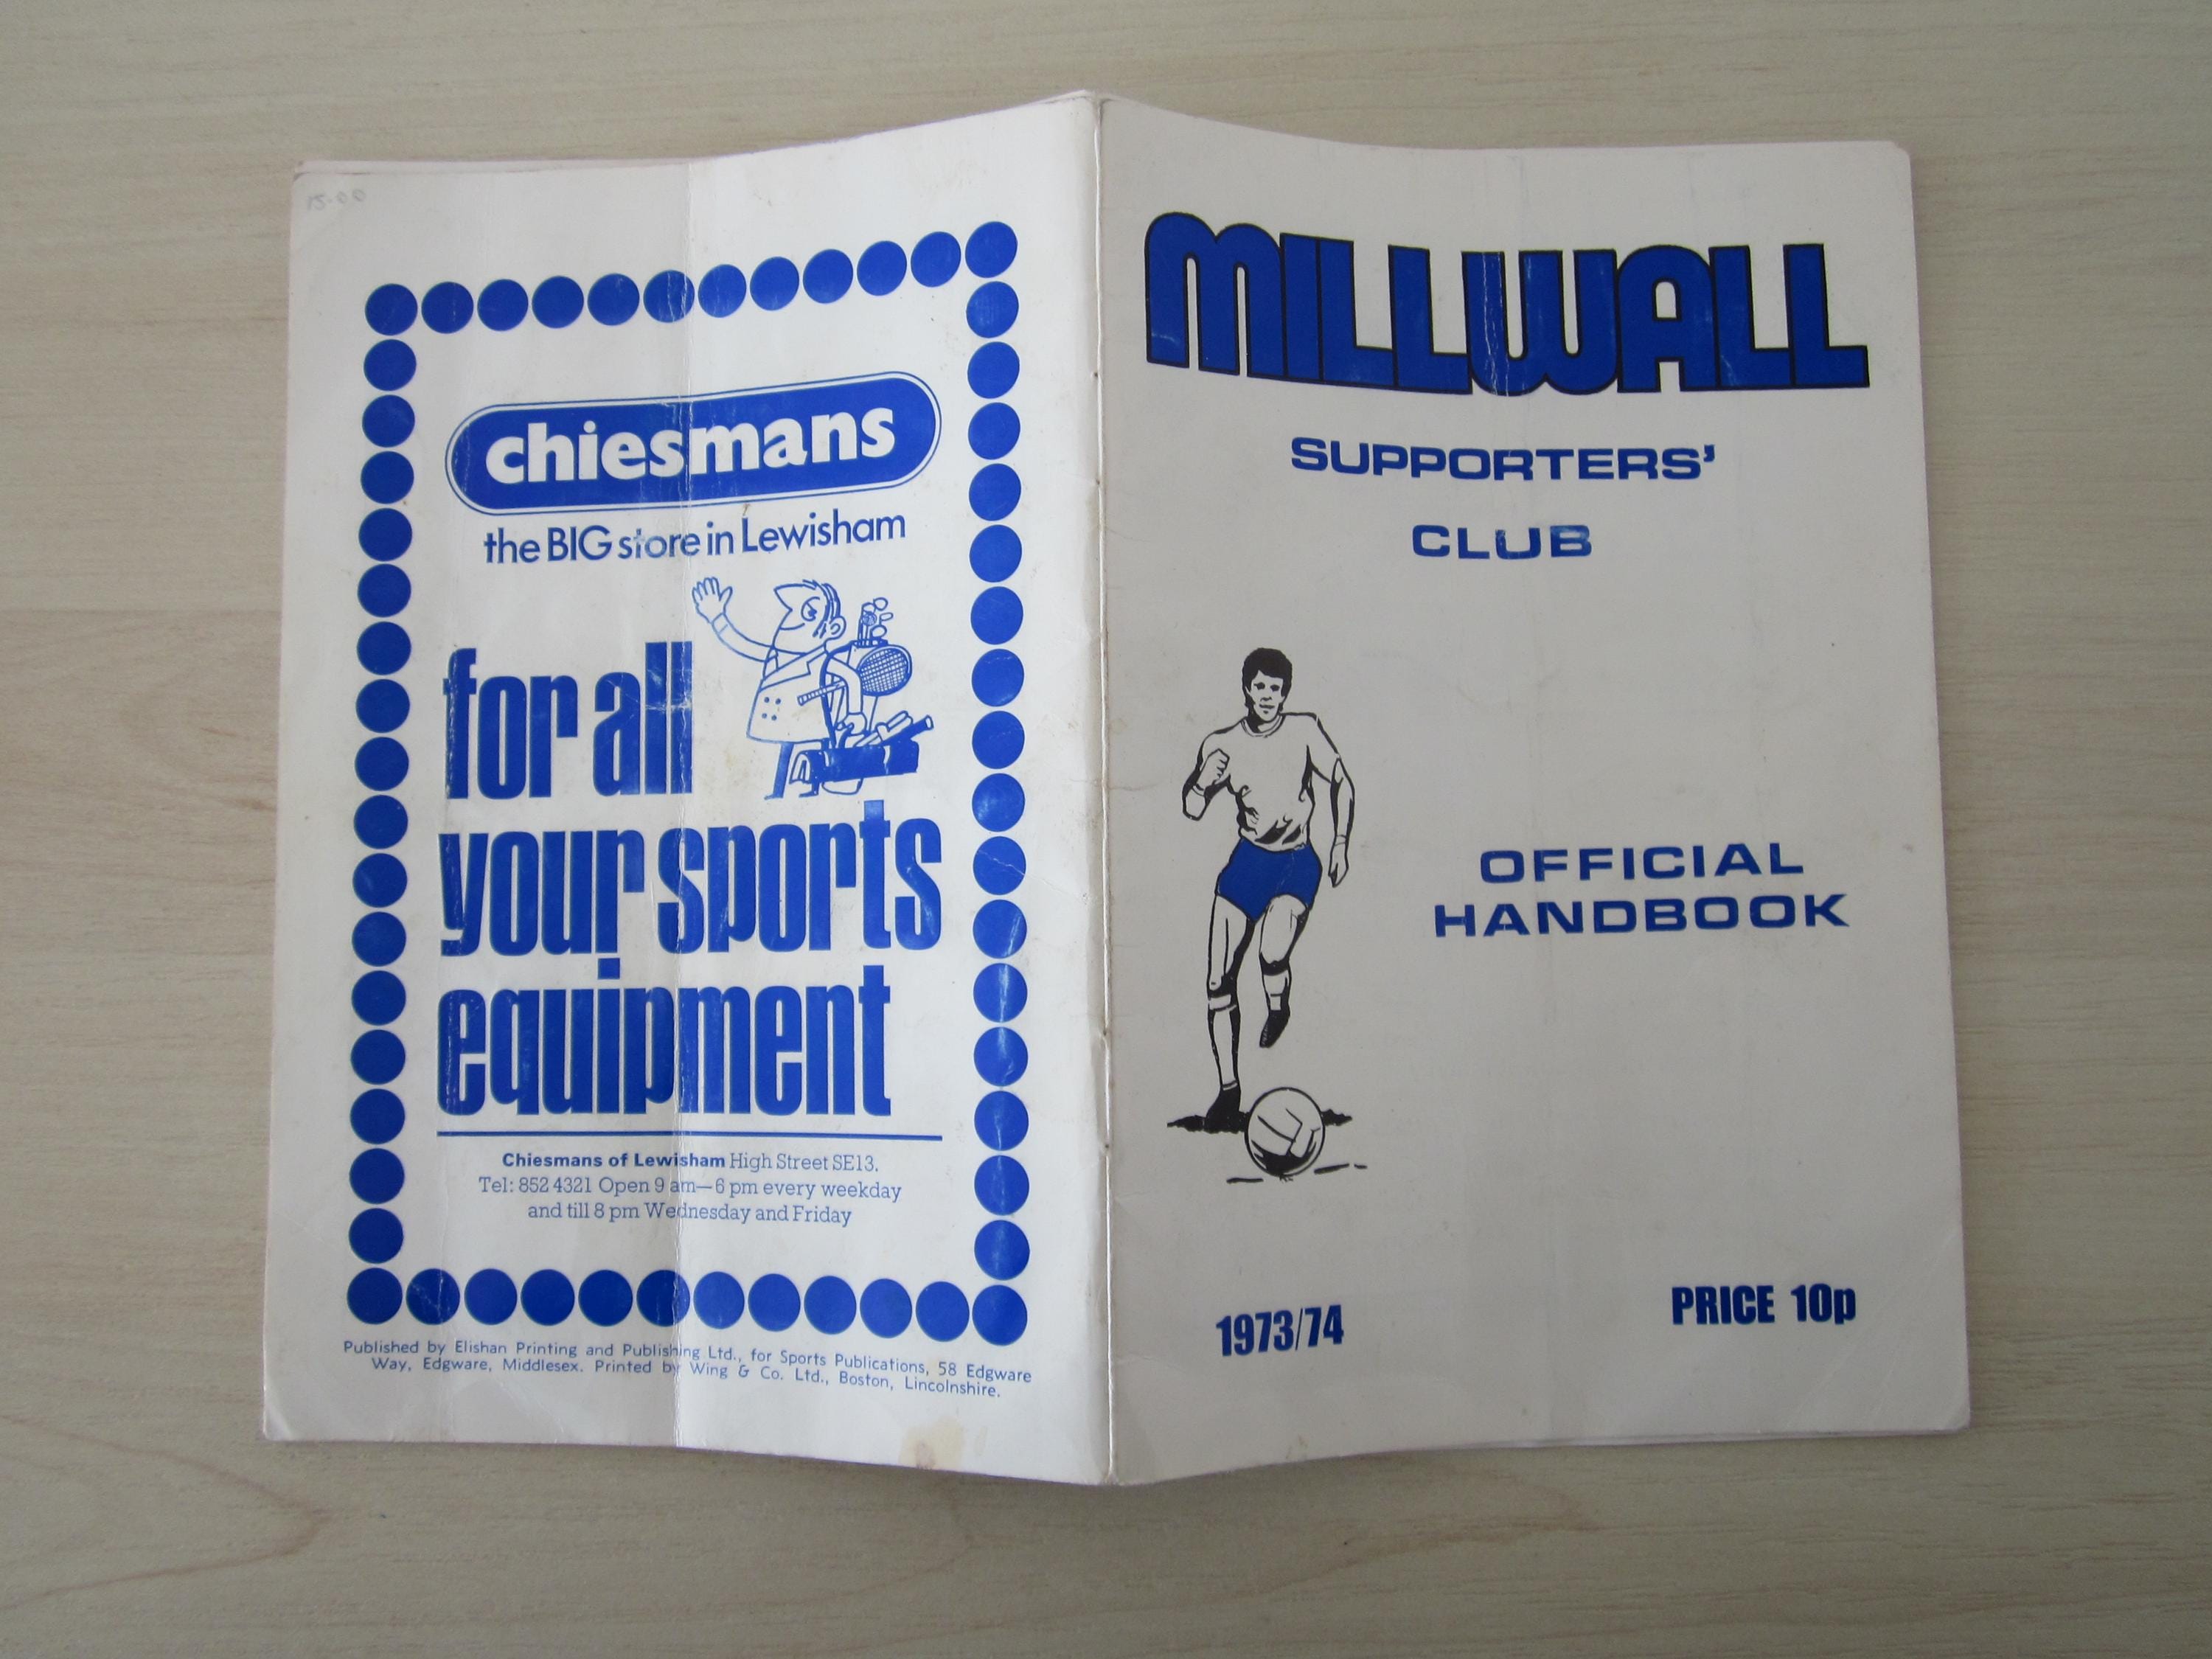 15.00
chiesmans
the BIG store in Lewisham
for all
your sports
equipment
Chiesmans of Lewisham High Street SE13.
Tel: 852 4321 Open 9 am—6 pm every weekday
and till 8 pm Wednesday and Friday
Published by Elishan Printing and Publishing Ltd., for Sports Publications, 58 Edgware
Way, Edgware, Middlesex. Printed by Wing & Co. Ltd., Boston, Lincolnshire.
MILLWALL
SUPPORTERS'
CLUB
OFFICIAL
HANDBOOK
1973/74
PRICE 10p